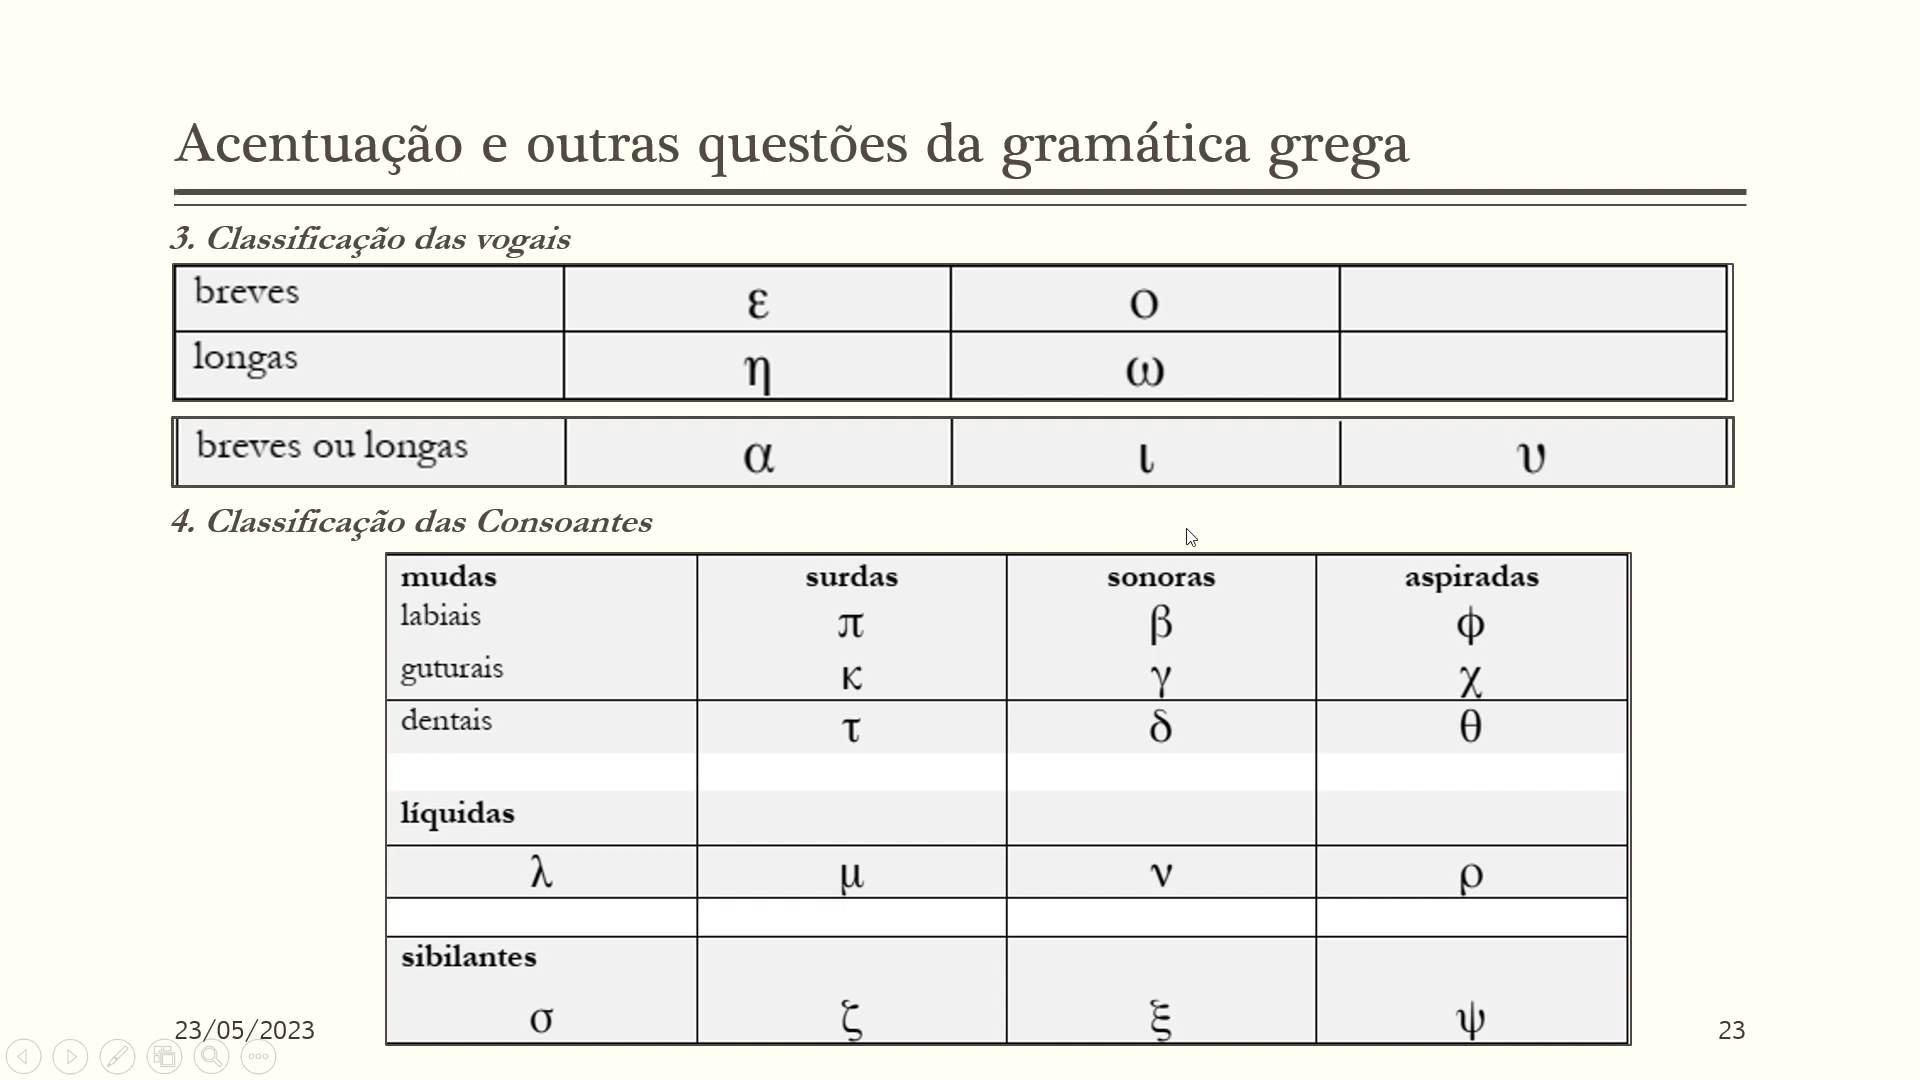 Acentuação e outras questões da gramática grega
3. Classificação das vogais
breves ε ο
longas η ω
breves ou longas α ι υ
4. Classificação das Consoantes
mudas surdas sonoras aspiradas
labiais π β φ
guturais κ γ χ
dentais τ δ θ
líquidas
λ μ ν ρ
sibilantes
σ ζ ξ ψ
23/05/2023
23